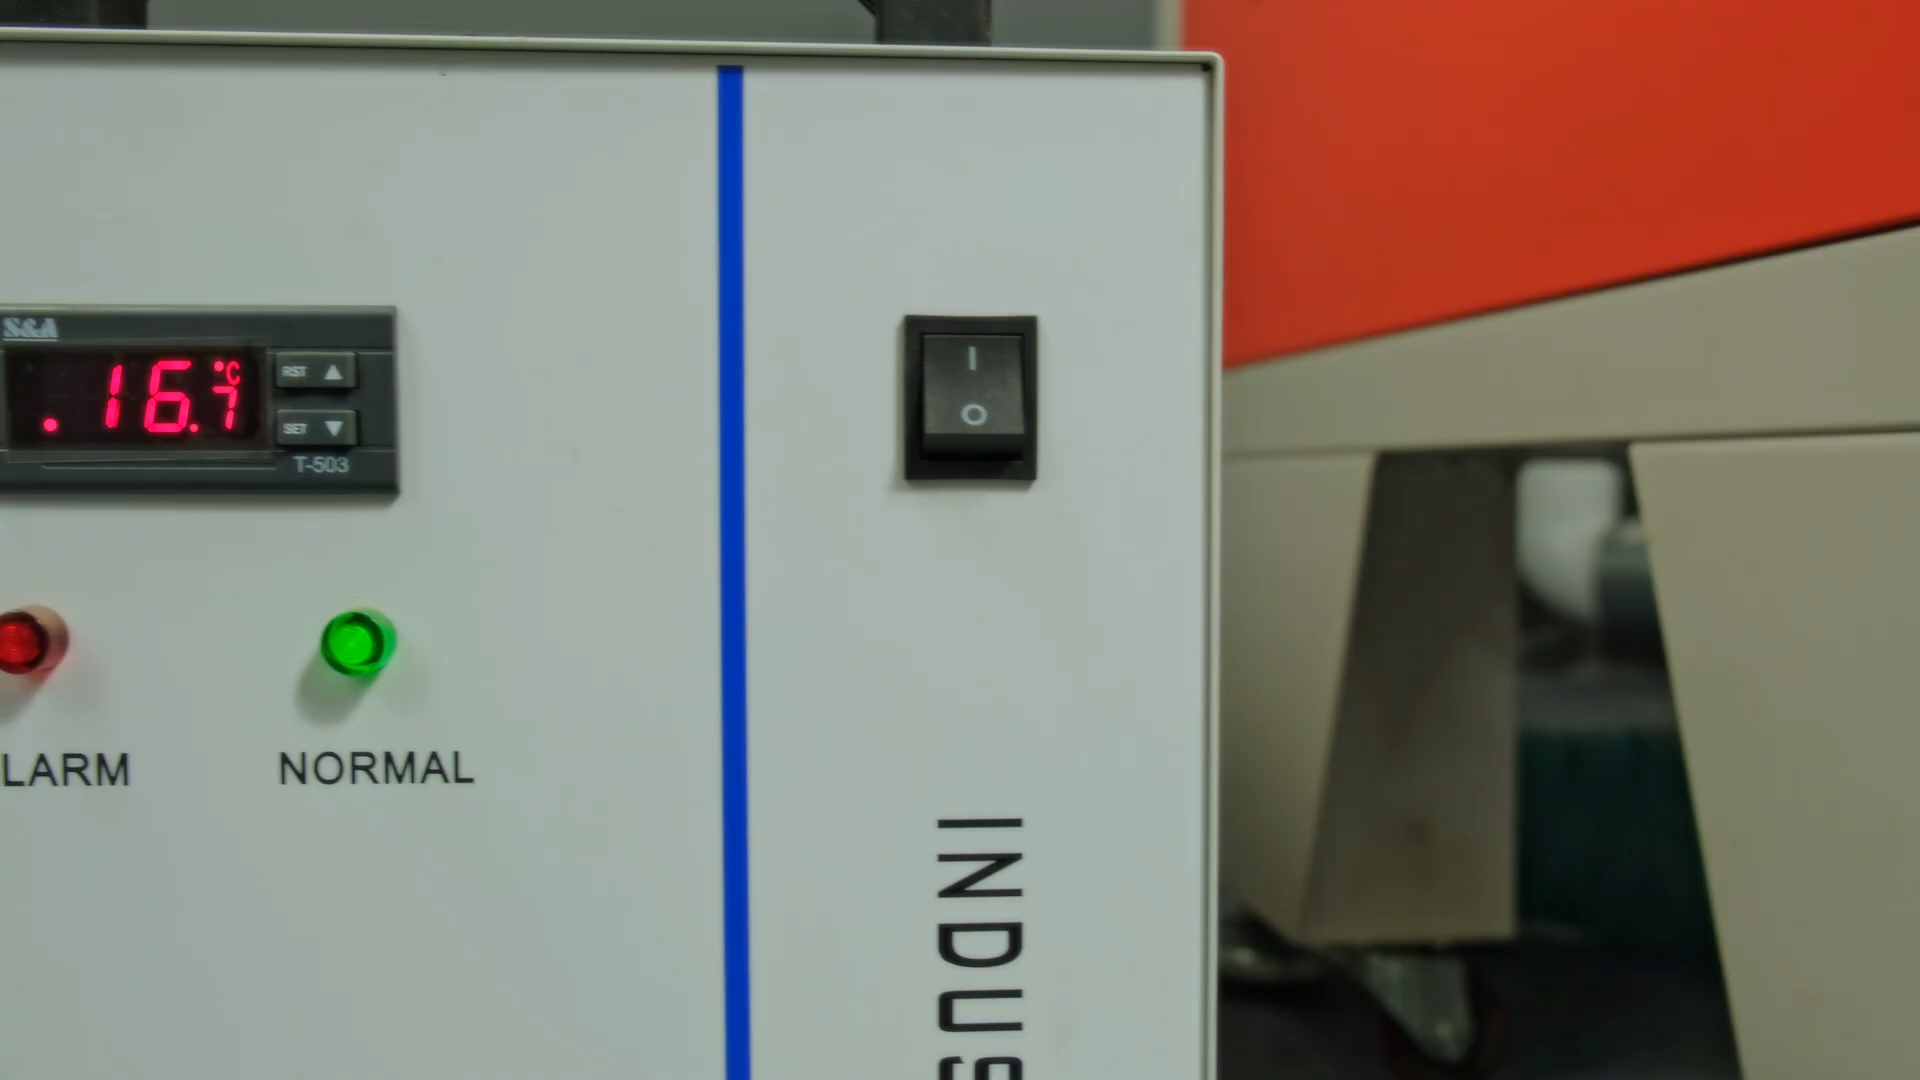 S&A
.16.7 °C
RST ▲
SET ▼
T-503
I
O
LARM
NORMAL
INDUS